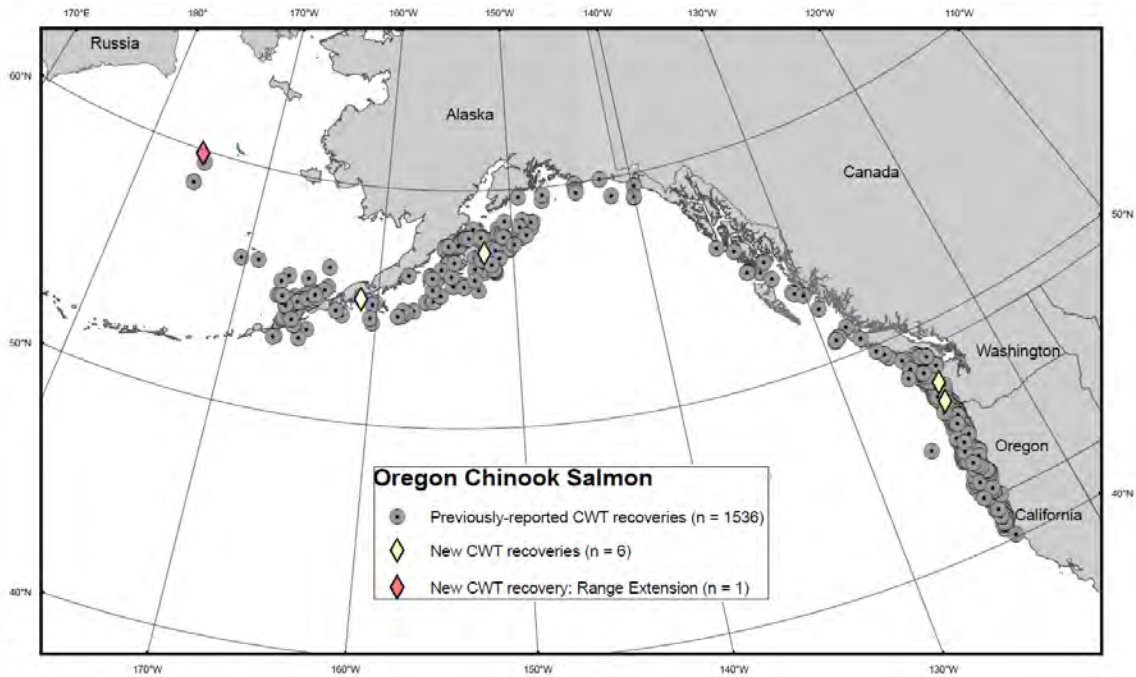 170°E 180° 170°W 160°W 150°W 140°W 130°W 120°W 110°W
Russia
60°N
Alaska
Canada
50°N
50°N
Washington
Oregon
Oregon Chinook Salmon
Previously-reported CWT recoveries (n = 1536)
California
40°N
New CWT recoveries (n = 6)
New CWT recovery: Range Extension (n = 1)
40°N
170°W 160°W 150°W 140°W 130°W